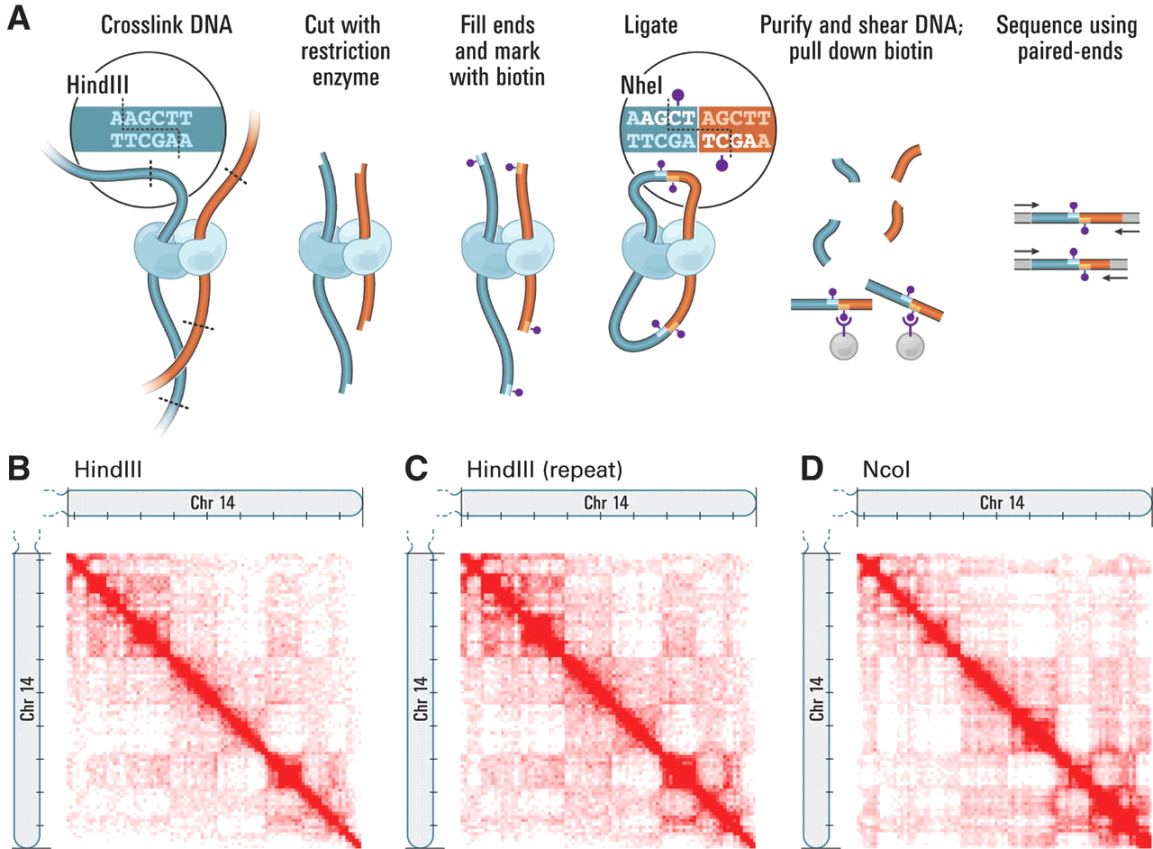 A
Crosslink DNA
Cut with
restriction
enzyme
Fill ends
and mark
with biotin
Ligate
Purify and shear DNA;
pull down biotin
Sequence using
paired-ends
HindIII
AAGCTT
TTCGAA
NheI
AAGCT AGCTT
TTCGA TCGAA
B HindIII
Chr 14
Chr 14
C HindIII (repeat)
Chr 14
Chr 14
D NcoI
Chr 14
Chr 14